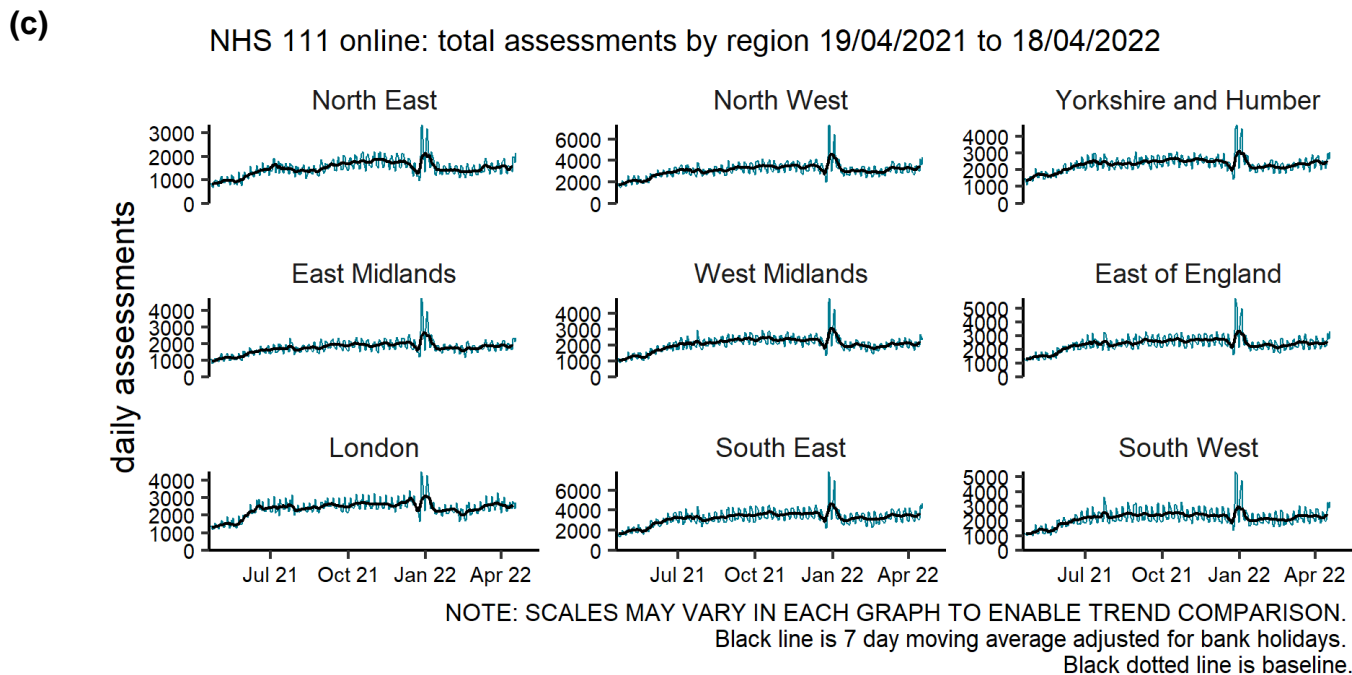 (c)
NHS 111 online: total assessments by region 19/04/2021 to 18/04/2022
daily assessments
North East
3000
2000
1000
0
North West
6000
4000
2000
0
Yorkshire and Humber
4000
3000
2000
1000
0
East Midlands
4000
3000
2000
1000
0
West Midlands
4000
3000
2000
1000
0
East of England
5000
4000
3000
2000
1000
0
London
4000
3000
2000
1000
0
Jul 21 Oct 21 Jan 22 Apr 22
South East
6000
4000
2000
0
Jul 21 Oct 21 Jan 22 Apr 22
South West
5000
4000
3000
2000
1000
0
Jul 21 Oct 21 Jan 22 Apr 22
NOTE: SCALES MAY VARY IN EACH GRAPH TO ENABLE TREND COMPARISON.
Black line is 7 day moving average adjusted for bank holidays.
Black dotted line is baseline.